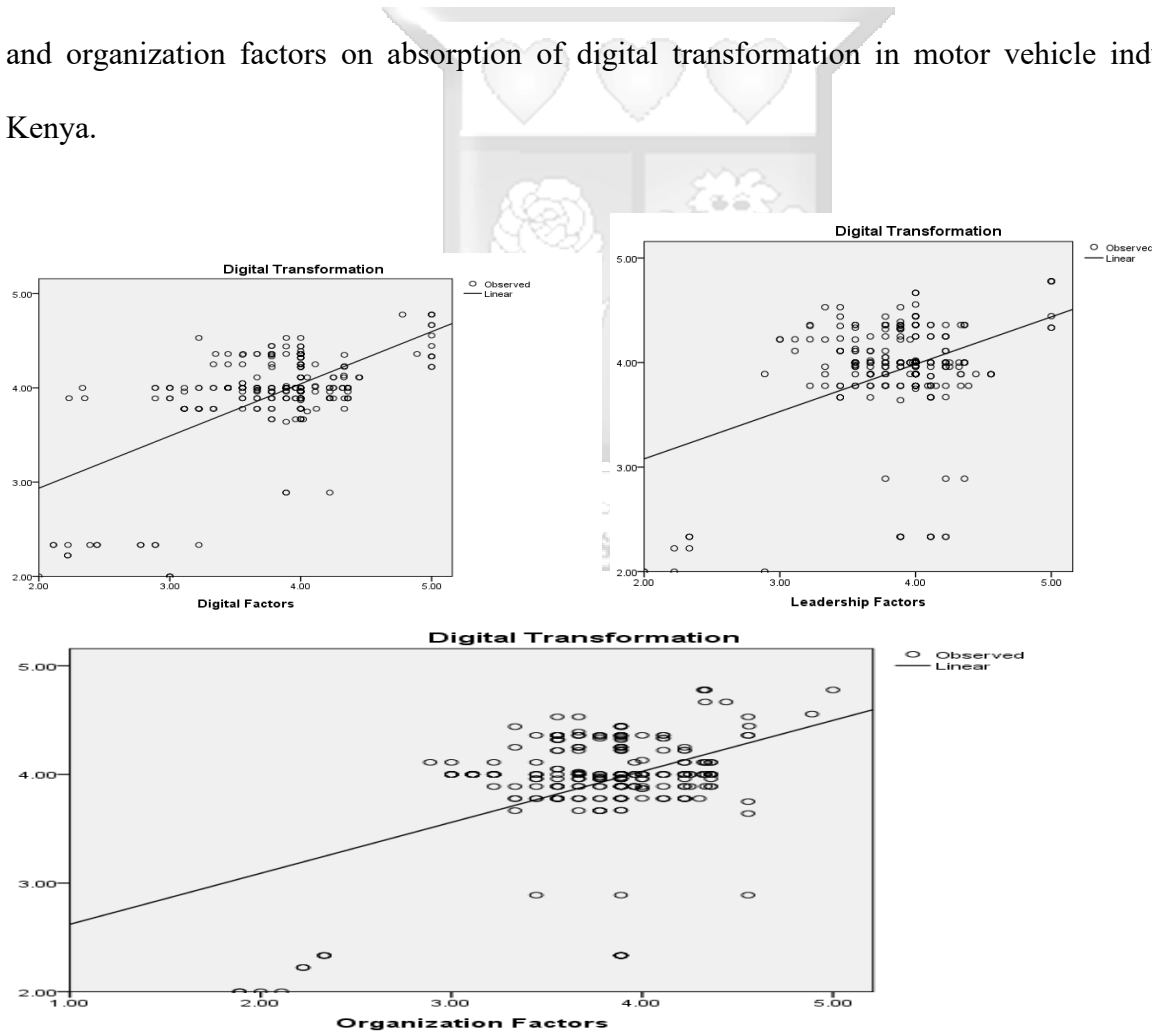 and organization factors on absorption of digital transformation in motor vehicle
Kenya.
Digital Transformation
Observed
Linear
5.00
4.00
3.00
2.00
2.00 3.00 4.00 5.00
Digital Factors
Digital Transformation
Observed
Linear
5.00
4.00
3.00
2.00
2.00 3.00 4.00 5.00
Leadership Factors
Digital Transformation
Observed
Linear
5.00
4.00
3.00
2.00
1.00 2.00 3.00 4.00 5.00
Organization Factors